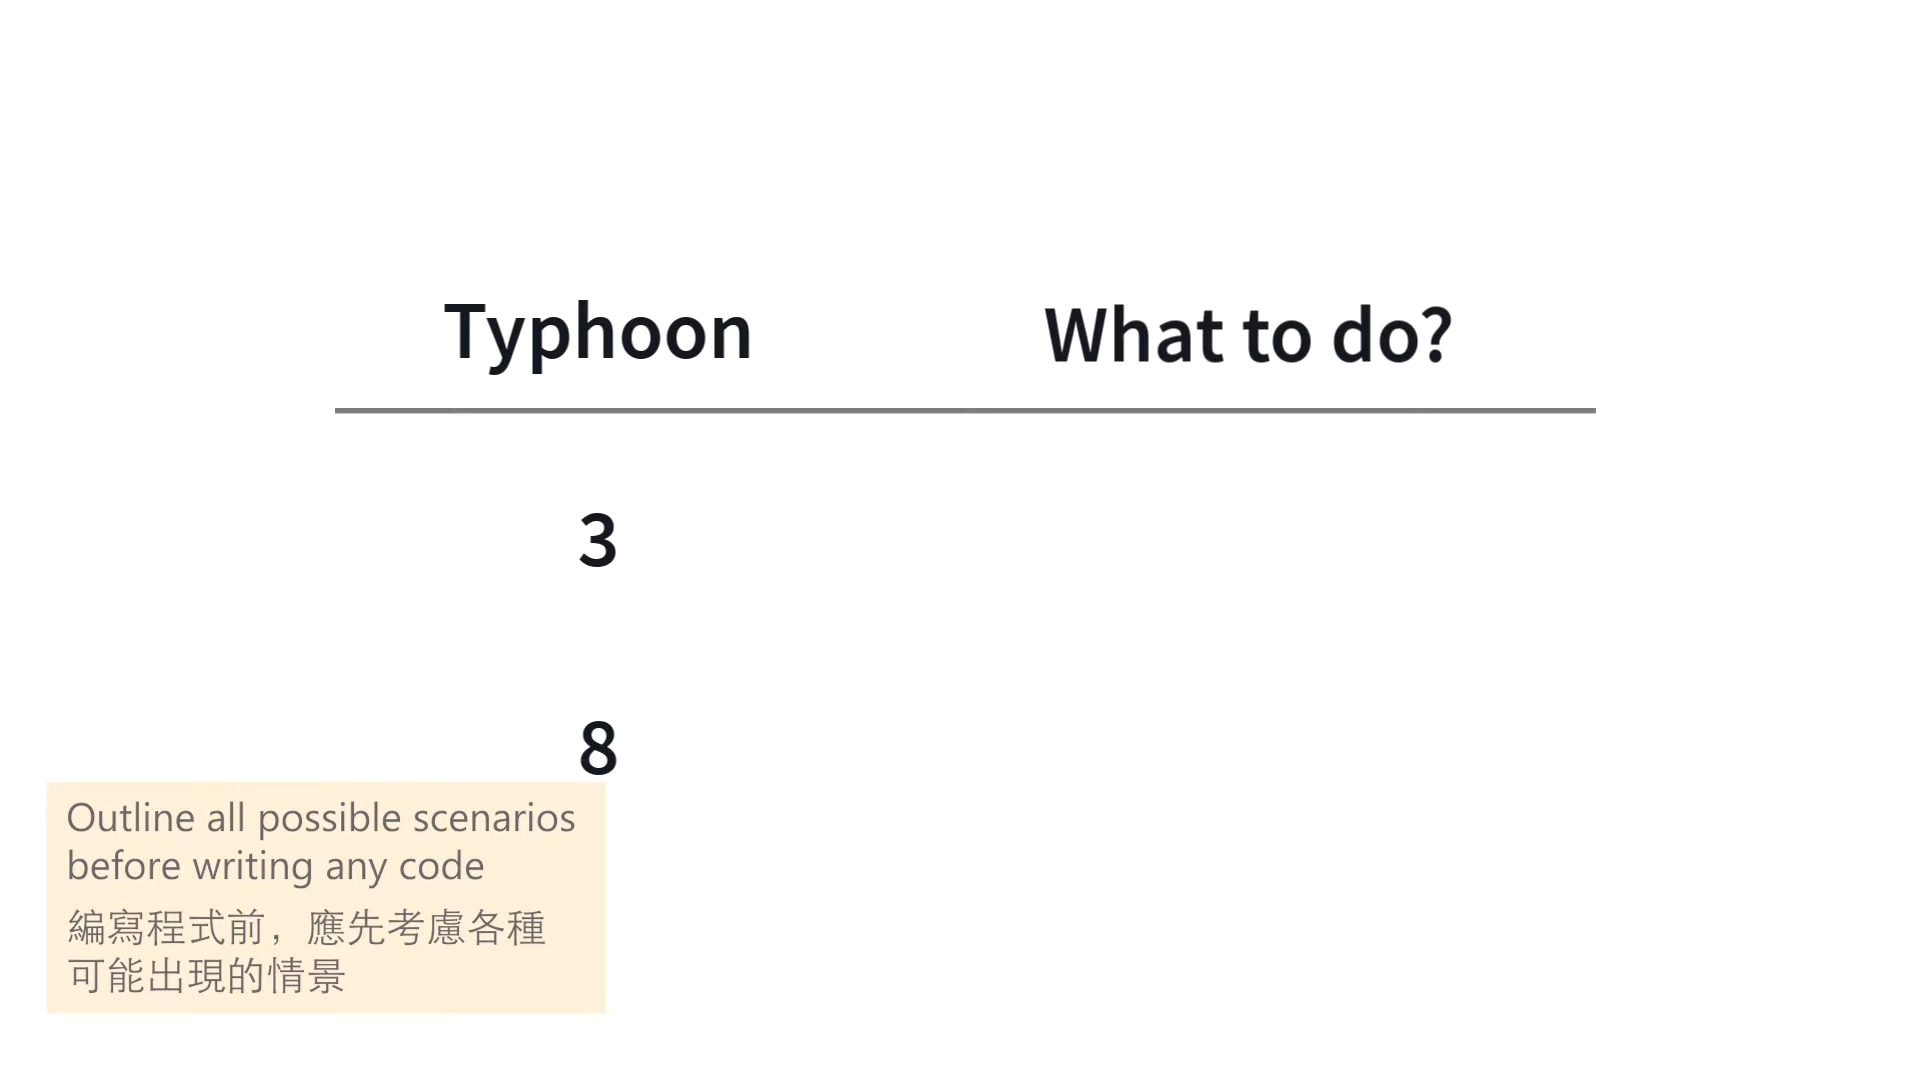 Typhoon
What to do?
3
8
Outline all possible scenarios
before writing any code
編寫程式前，應先考慮各種
可能出現的情景